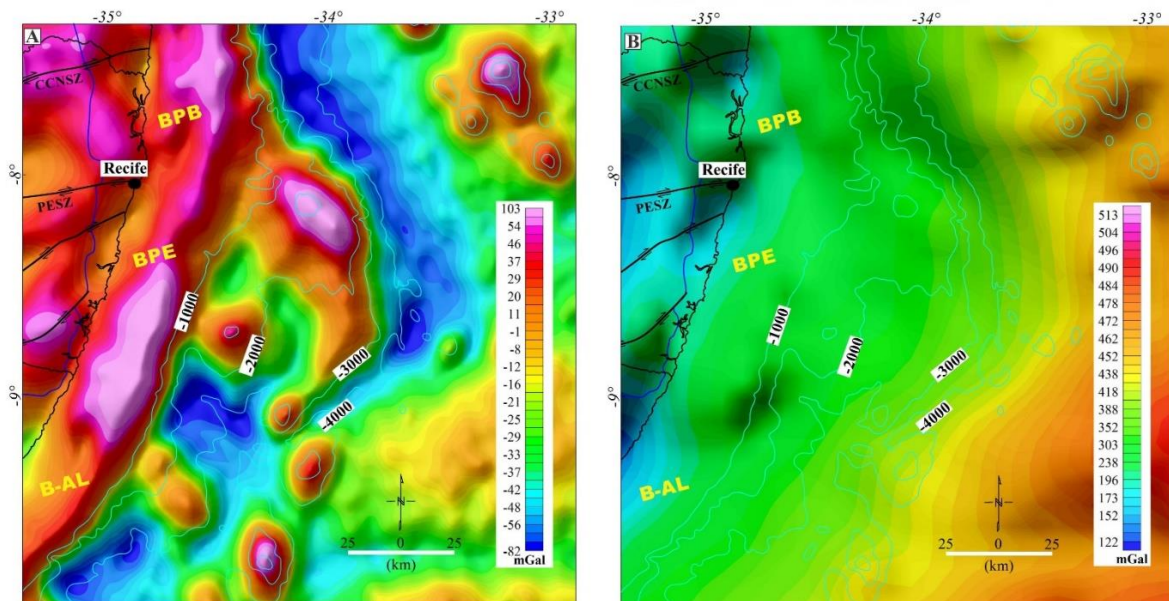 -35°
-34°
-33°
A
CCNSZ
BPB
-8°
Recife
PESZ
BPE
-1000
-2000
-3000
-4000
-9°
B-AL
103
54
46
37
29
20
11
-1
-8
-12
-16
-20
-25
-29
-33
-37
-42
-48
-56
-82
mGal
N
25 0 25
(km)
-35°
-34°
-33°
B
CCNSZ
BPB
-8°
Recife
PESZ
BPE
-1000
-2000
-3000
-4000
-9°
B-AL
513
504
496
490
484
478
472
462
452
438
418
388
352
303
238
196
173
152
122
mGal
N
25 0 25
(km)